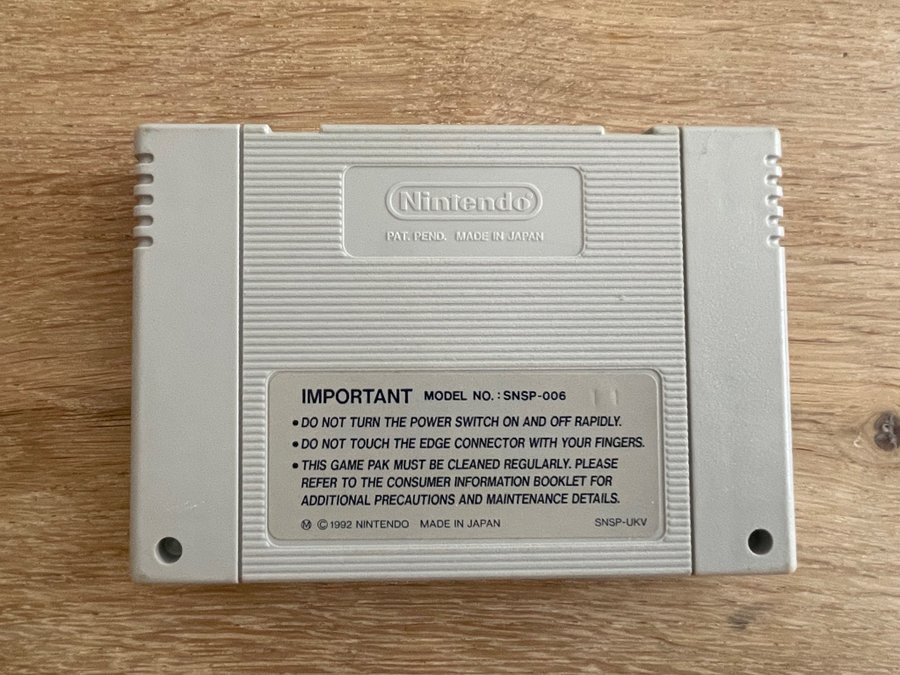 Nintendo
PAT. PEND. MADE IN JAPAN
IMPORTANT MODEL NO. : SNSP-006
• DO NOT TURN THE POWER SWITCH ON AND OFF RAPIDLY.
• DO NOT TOUCH THE EDGE CONNECTOR WITH YOUR FINGERS.
• THIS GAME PAK MUST BE CLEANED REGULARLY. PLEASE
REFER TO THE CONSUMER INFORMATION BOOKLET FOR
ADDITIONAL PRECAUTIONS AND MAINTENANCE DETAILS.
Ⓜ ©1992 NINTENDO MADE IN JAPAN SNSP-UKV